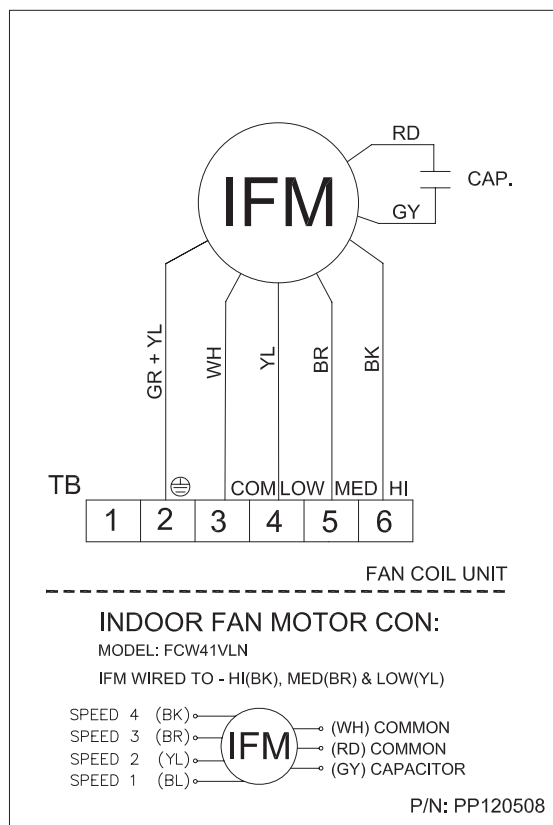 RD
IFM
CAP.
GY
GR + YL
WH
YL
BR
BK
TB
COM LOW MED HI
1 2 3 4 5 6
FAN COIL UNIT
INDOOR FAN MOTOR CON:
MODEL: FCW41VLN
IFM WIRED TO - HI(BK), MED(BR) & LOW(YL)
SPEED 4 (BK)
SPEED 3 (BR)
SPEED 2 (YL)
SPEED 1 (BL)
IFM
(WH) COMMON
(RD) COMMON
(GY) CAPACITOR
P/N: PP120508